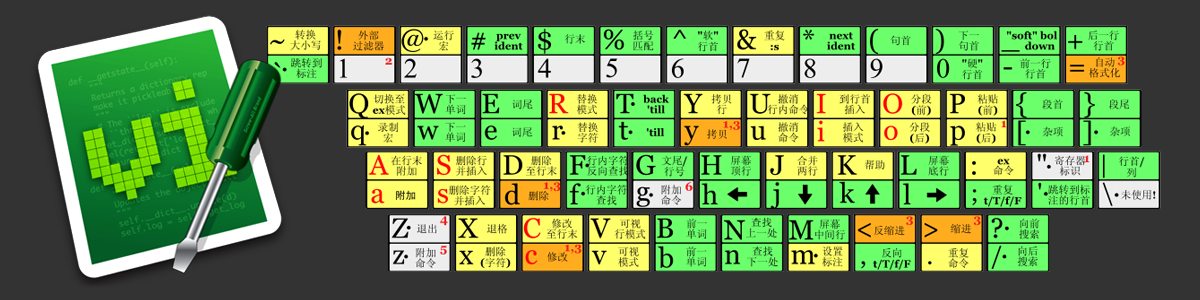 def __getstate__(self):
Returns a dictionary rep
vi
~ 转换大小写 ! 外部过滤器 @• 运行宏 # prev ident $ 行末 % 括号匹配 ^ "软"行首 & 重复 :s * next ident ( 句首 ) 下一句首 "soft" bol _ down + 后一行行首
`• 跳转到标注 1 2 2 3 4 5 6 7 8 9 0 "硬"行首 - 前一行行首 = 自动3格式化
Q 切换至ex模式 W 下一单词 E 词尾 R 替换模式 T• back 'till Y 拷贝行 U 撤消行内命令 I 到行首插入 O 分段(前) P 粘贴(前) { 段首 } 段尾
q• 录制宏 w 下一单词 e 词尾 r• 替换字符 t• 'till y 拷贝 1,3 u 撤消命令 i 插入模式 o 分段(后) p 粘贴1(后) [• 杂项 ]• 杂项
A 在行末附加 S 删除行并插入 D 删除至行末 F• 行内字符反向查找 G 文尾/行号 H 屏幕顶行 J 合并两行 K 帮助 L 屏幕底行 : ex命令 "• 寄存器1标识 | 行首/列
a 附加 s 删除字符并插入 d 删除 1,3 f• 行内字符查找 g• 附加6命令 h ← j ↓ k ↑ l → ; 重复t/T/f/F '• 跳转到标注的行首 \• 未使用!
Z• 退出4 X 退格 C 修改至行末 V 可视行模式 B 前一单词 N 查找上一处 M 屏幕中间行 < 反缩进3 > 缩进3 ?• 向前搜索
z• 附加5命令 x 删除(字符) c 修改 1,3 v 可视模式 b 前一单词 n 查找下一处 m• 设置标注 , 反向t/T/f/F . 重复命令 /• 向后搜索